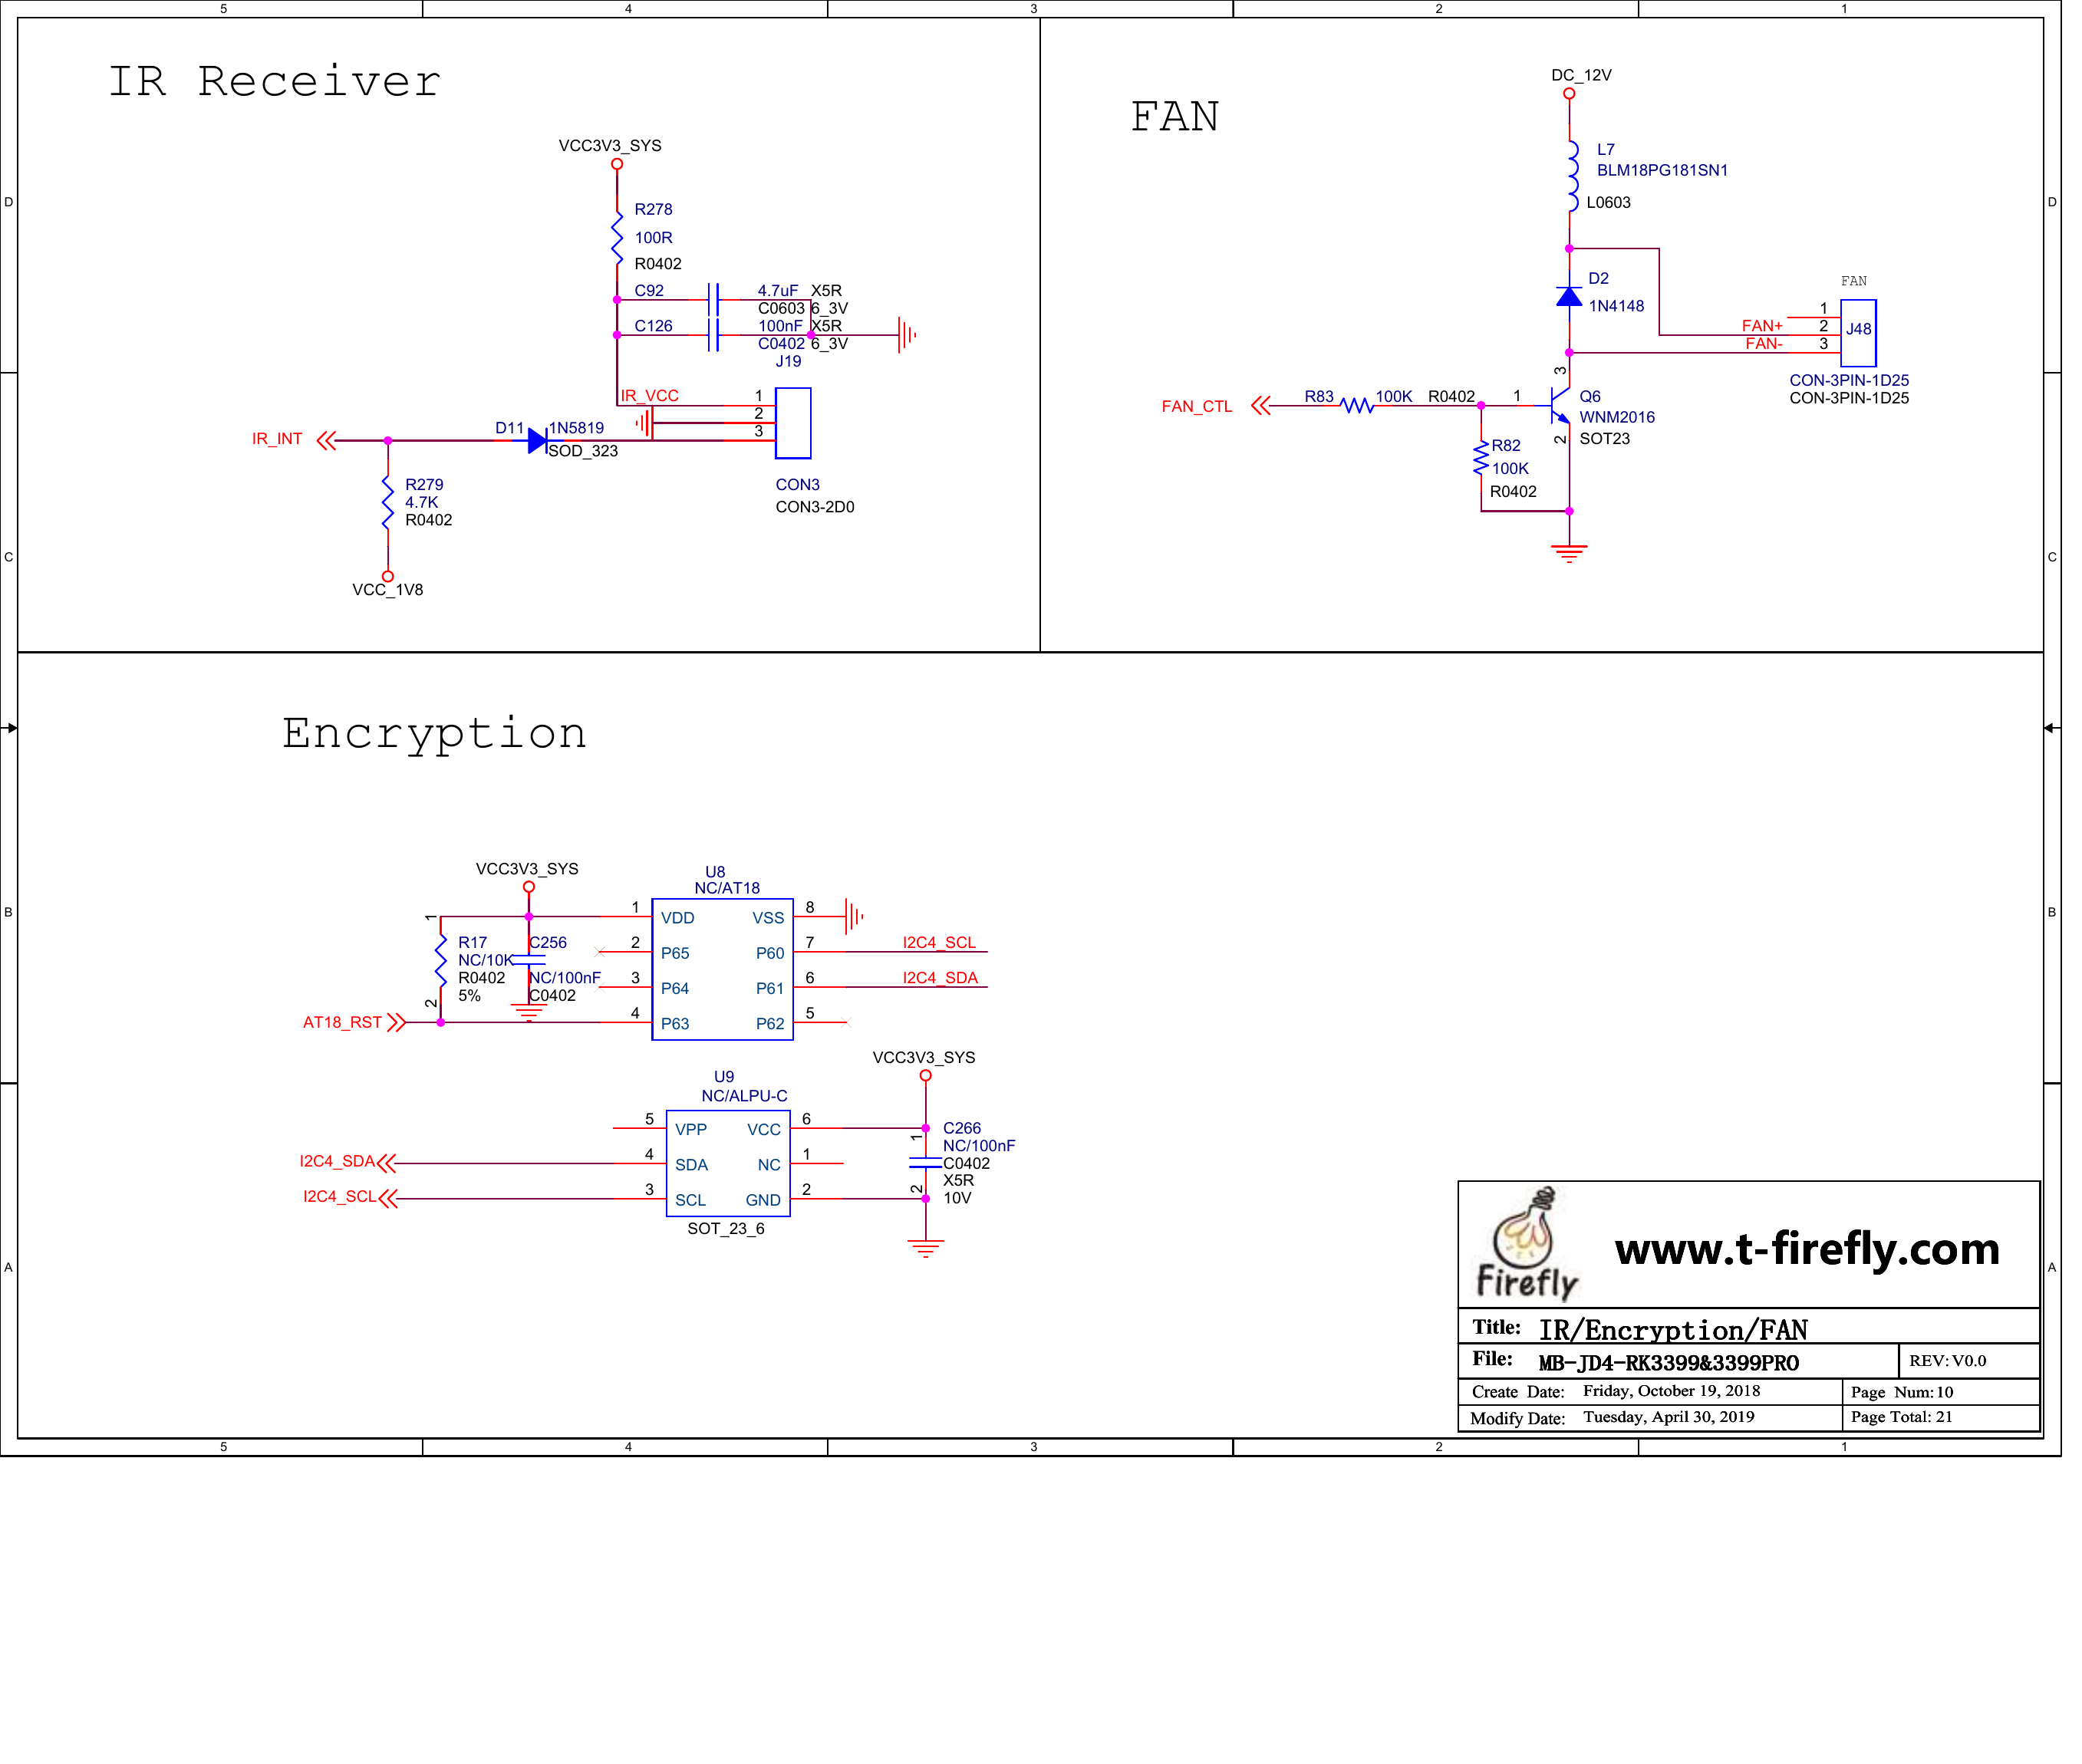 5 4 3 2 1
IR Receiver
VCC3V3_SYS
R278
100R
R0402
C92 4.7uF X5R
C0603 6_3V
C126 100nF X5R
C0402 6_3V
J19
IR_VCC 1
2
3
IR_INT D11 1N5819
SOD_323
R279
4.7K
R0402
VCC_1V8
CON3
CON3-2D0
FAN
DC_12V
L7
BLM18PG181SN1
L0603
D2
1N4148
FAN
1
FAN+ 2 J48
FAN- 3
CON-3PIN-1D25
CON-3PIN-1D25
FAN_CTL R83 100K R0402 1
3
Q6
WNM2016
2 SOT23
R82
100K
R0402
D D
C C
Encryption
VCC3V3_SYS
U8
NC/AT18
1 VDD VSS 8
2 P65 P60 7 I2C4_SCL
3 P64 P61 6 I2C4_SDA
4 P63 P62 5
1
R17
NC/10K
R0402
5%
2
C256
NC/100nF
C0402
AT18_RST
B B
VCC3V3_SYS
U9
NC/ALPU-C
5 VPP VCC 6
I2C4_SDA 4 SDA NC 1
I2C4_SCL 3 SCL GND 2
SOT_23_6
1
C266
NC/100nF
C0402
X5R
10V
2
A A
Firefly
www.t-firefly.com
Title: IR/Encryption/FAN
File: MB-JD4-RK3399&3399PRO REV: V0.0
Create Date: Friday, October 19, 2018 Page Num: 10
Modify Date: Tuesday, April 30, 2019 Page Total: 21
5 4 3 2 1